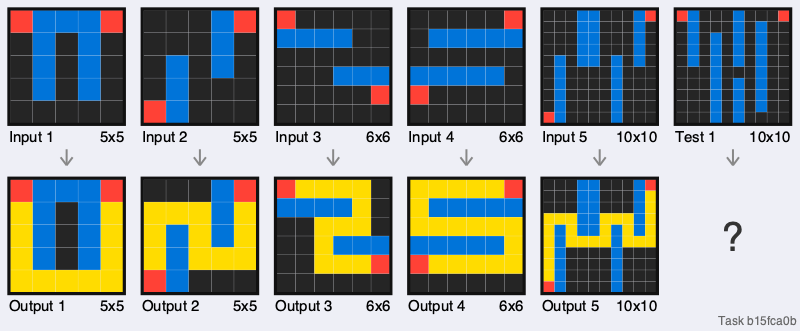 Input 1 5x5
Input 2 5x5
Input 3 6x6
Input 4 6x6
Input 5 10x10
Test 1 10x10
?
Output 1 5x5
Output 2 5x5
Output 3 6x6
Output 4 6x6
Output 5 10x10
Task b15fca0b